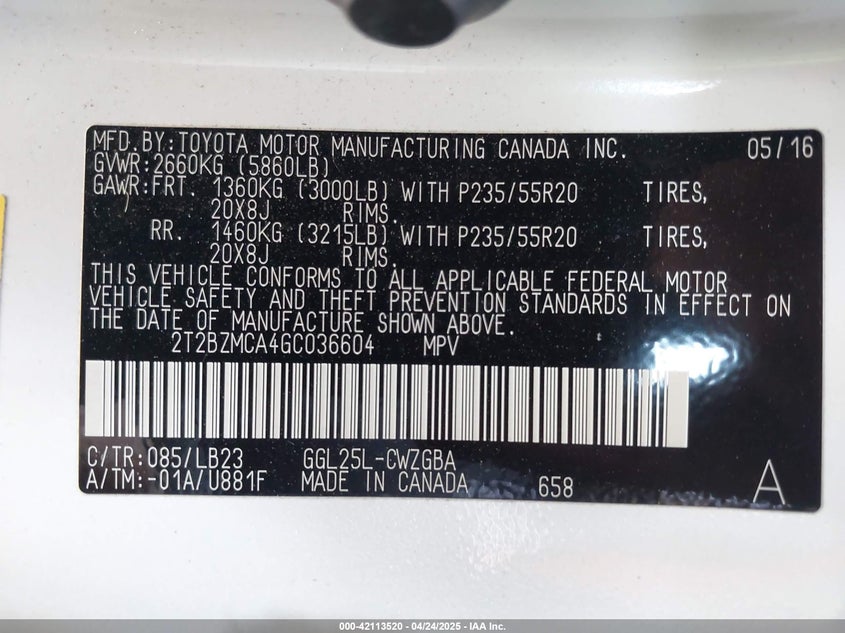 MFD.BY:TOYOTA MOTOR MANUFACTURING CANADA INC. 05/16
GVWR:2660KG (5860LB)
GAWR:FRT. 1360KG (3000LB) WITH P235/55R20 TIRES,
20X8J RIMS.
RR. 1460KG (3215LB) WITH P235/55R20 TIRES,
20X8J RIMS.
THIS VEHICLE CONFORMS TO ALL APPLICABLE FEDERAL MOTOR
VEHICLE SAFETY AND THEFT PREVENTION STANDARDS IN EFFECT ON
THE DATE OF MANUFACTURE SHOWN ABOVE.
2T2BZMCA4GC036604 MPV
C/TR:085/LB23 GGL25L-CWZGBA
A/TM:-01A/U881F MADE IN CANADA 658 A
000-42113520 - 04/24/2025 - IAA Inc.